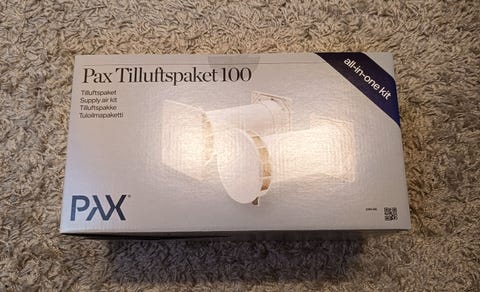 Pax Tilluftspaket 100
all-in-one kit
Tilluftspaket
Supply air kit
Tilluftspakke
Tuloilmapaketti
PAX®